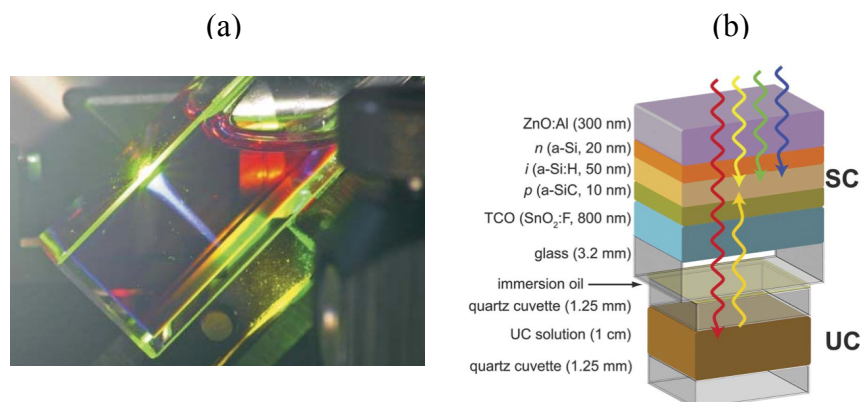 (a)
(b)
ZnO:Al (300 nm)
n (a-Si, 20 nm)
i (a-Si:H, 50 nm)
p (a-SiC, 10 nm)
TCO (SnO₂:F, 800 nm)
glass (3.2 mm)
immersion oil
quartz cuvette (1.25 mm)
UC solution (1 cm)
quartz cuvette (1.25 mm)
SC
UC